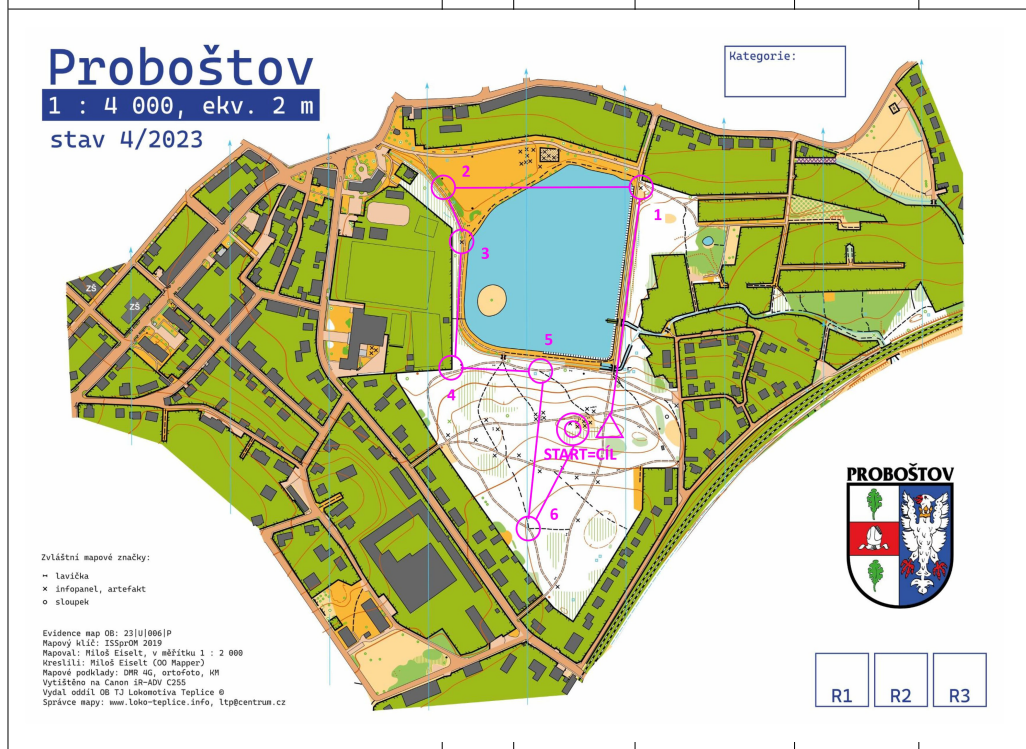 Proboštov
1 : 4 000, ekv. 2 m
stav 4/2023
Kategorie:
2
1
3
ZŠ
ZŠ
5
4
START=CÍL
6
PROBOŠTOV
Zvláštní mapové značky:
lavička
× infopanel, artefakt
o sloupek
Evidence map OB: 23|U|006|P
Mapový klíč: ISSprOM 2019
Mapoval: Miloš Eiselt, v měřítku 1 : 2 000
Kreslili: Miloš Eiselt (OO Mapper)
Mapové podklady: DMR 4G, ortofoto, KM
Vytištěno na Canon iR-ADV C255
Vydal oddíl OB TJ Lokomotiva Teplice ©
Správce mapy: www.loko-teplice.info, ltp@centrum.cz
R1 R2 R3